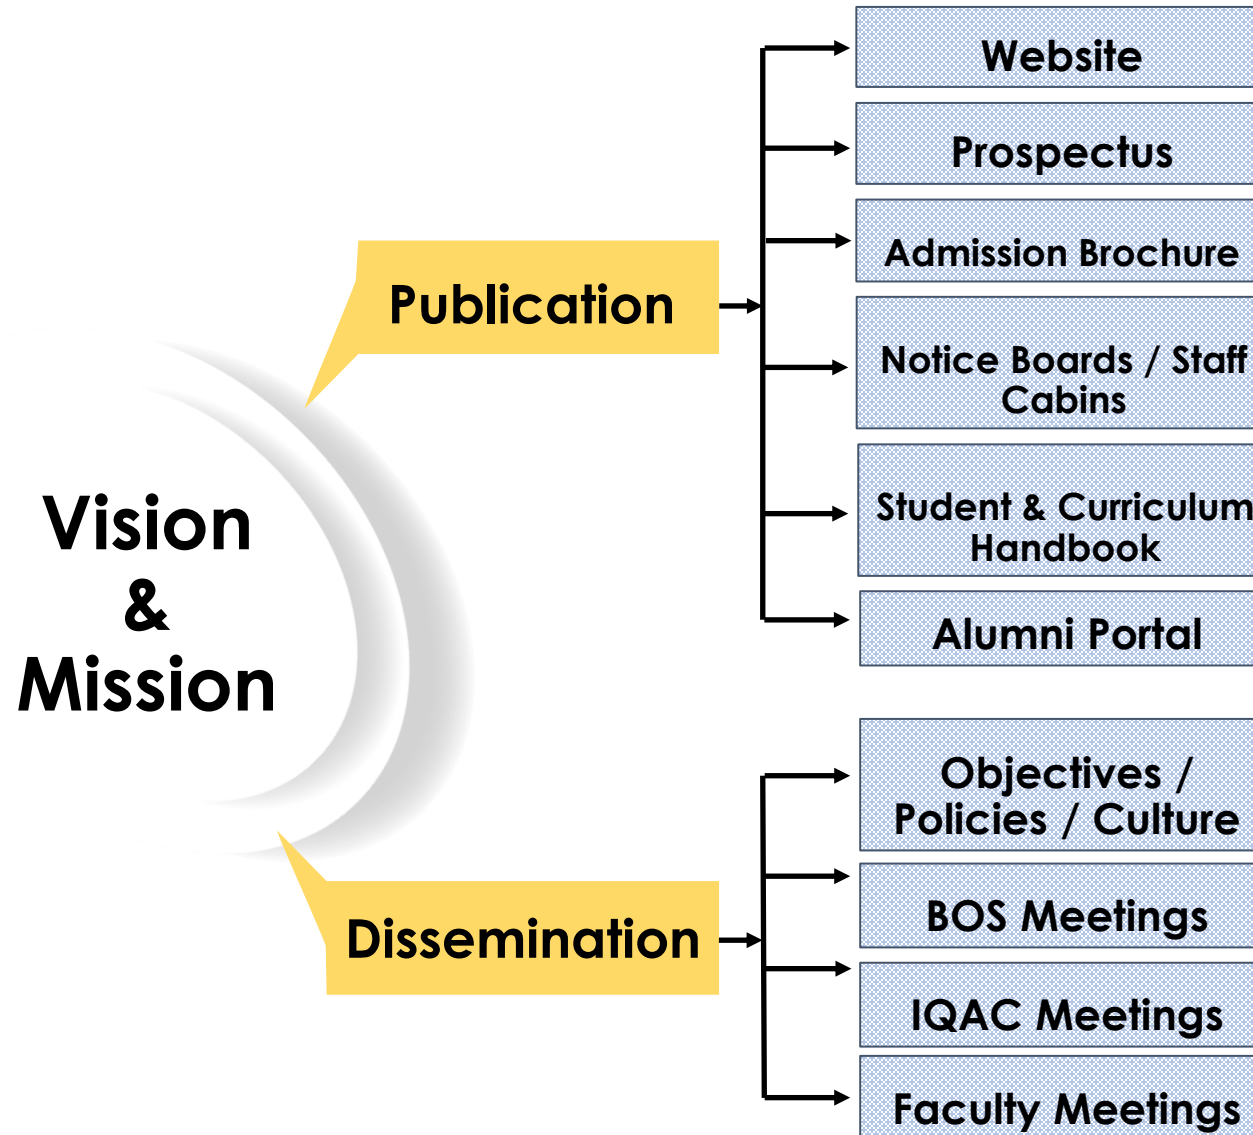 Vision
&
Mission
Publication
Website
Prospectus
Admission Brochure
Notice Boards / Staff
Cabins
Student & Curriculum
Handbook
Alumni Portal
Dissemination
Objectives /
Policies / Culture
BOS Meetings
IQAC Meetings
Faculty Meetings